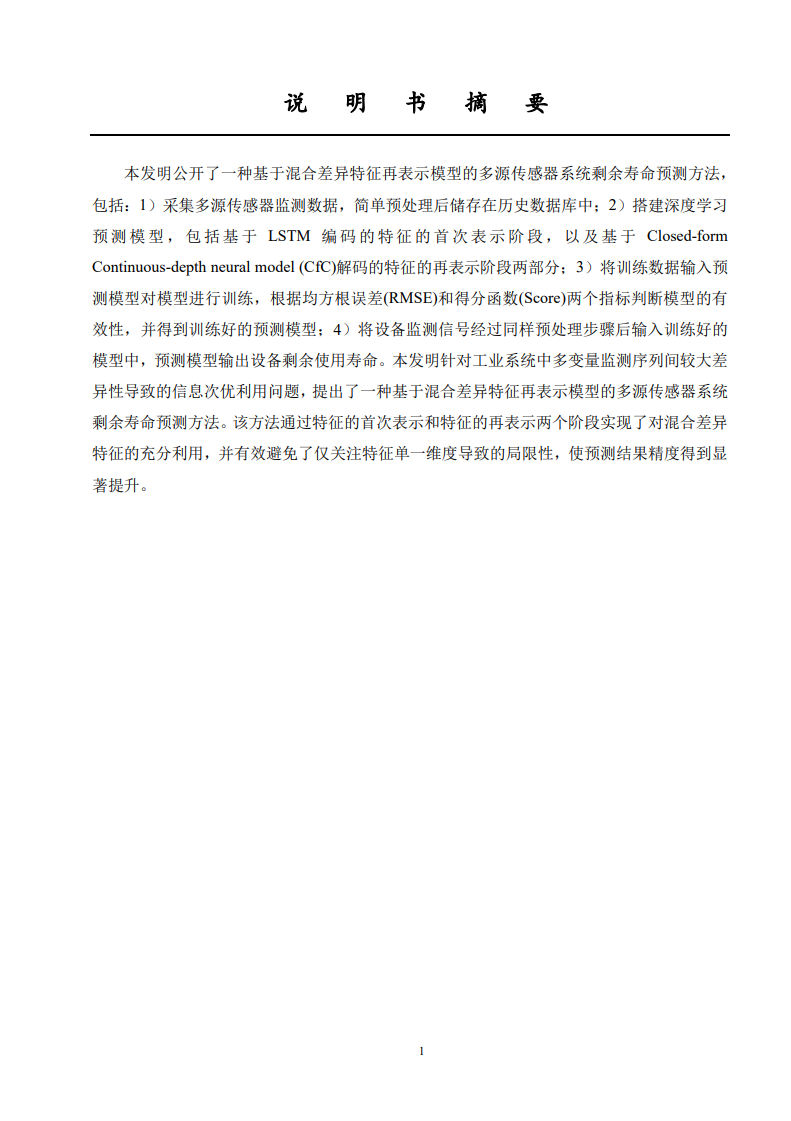 说 明 书 摘 要
本发明公开了一种基于混合差异特征再表示模型的多源传感器系统剩余寿命预测方法，
包括：1）采集多源传感器监测数据，简单预处理后储存在历史数据库中；2）搭建深度学习
预测模型，包括基于 LSTM 编码的特征的首次表示阶段，以及基于 Closed-form
Continuous-depth neural model (CfC)解码的特征的再表示阶段两部分；3）将训练数据输入预
测模型对模型进行训练，根据均方根误差(RMSE)和得分函数(Score)两个指标判断模型的有
效性，并得到训练好的预测模型；4）将设备监测信号经过同样预处理步骤后输入训练好的
模型中，预测模型输出设备剩余使用寿命。本发明针对工业系统中多变量监测序列间较大差
异性导致的信息次优利用问题，提出了一种基于混合差异特征再表示模型的多源传感器系统
剩余寿命预测方法。该方法通过特征的首次表示和特征的再表示两个阶段实现了对混合差异
特征的充分利用，并有效避免了仅关注特征单一维度导致的局限性，使预测结果精度得到显
著提升。
1